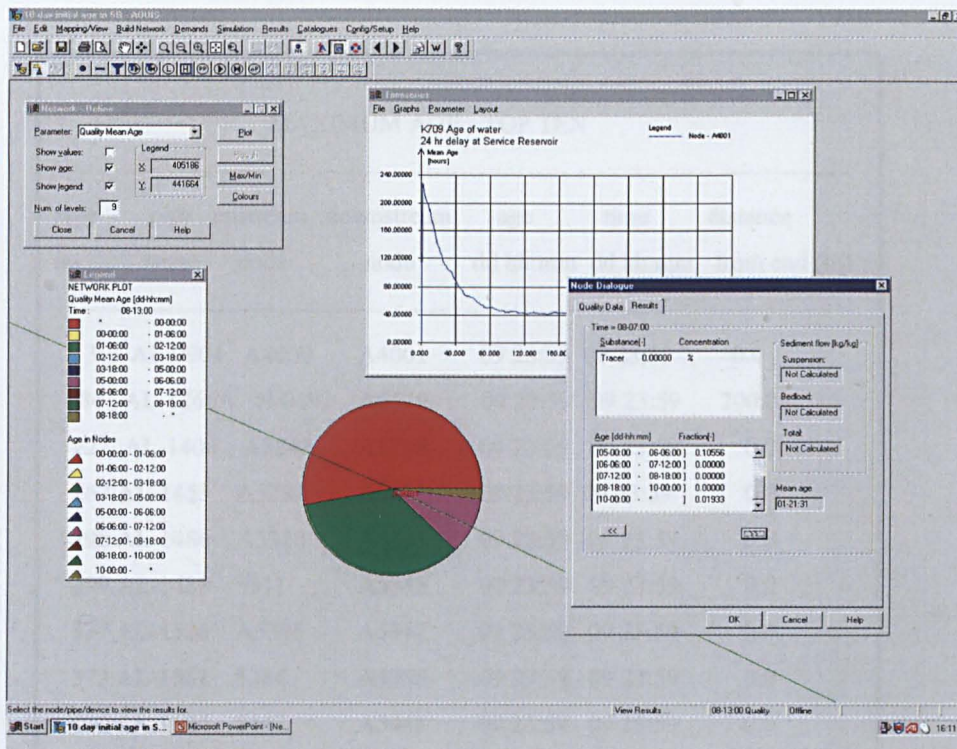 10 day initial age in SR - AQUIS
File Edit Mapping/View Build Network Demands Simulation Results Catalogues Config/Setup Help
Network - Define
Parameter: Quality Mean Age
Plot
Show values:
Legend
Show age:
X 405186
Max/Min
Show legend:
Y: 441664
Colours
Num. of levels: 9
Close Cancel Help
Legend
NETWORK PLOT
Quality Mean Age [dd-hh:mm]
Time : 08-13:00
* - 00-00:00
00-00:00 - 01-06:00
01-06:00 - 02-12:00
02-12:00 - 03-18:00
03-18:00 - 05-00:00
05-00:00 - 06-06:00
06-06:00 - 07-12:00
07-12:00 - 08-18:00
08-18:00 - *
Age in Nodes
00-00:00 - 01-06:00
01-06:00 - 02-12:00
02-12:00 - 03-18:00
03-18:00 - 05-00:00
05-00:00 - 06-06:00
06-06:00 - 07-12:00
07-12:00 - 08-18:00
08-18:00 - 10-00:00
10-00:00 - *
File Graphs Parameter Layout
K709 Age of water
24 hr delay at Service Reservoir
Legend
Node - A4001
Mean Age
[hours]
240.00000
200.00000
160.00000
120.00000
80.00000
40.00000
0.000 40.000 80.000 120.000 160.00
Node Dialogue
Quality Data Results
Time = 08-07:00
Substance[-] Concentration
Tracer 0.00000 %
Sediment flow [kg/kg]
Suspension:
Not Calculated
Bedload:
Not Calculated
Total:
Not Calculated
Age [dd-hh:mm] Fraction[-]
[05-00:00 - 06-06:00 ] 0.10556
[06-06:00 - 07-12:00 ] 0.00000
[07-12:00 - 08-18:00 ] 0.00000
[08-18:00 - 10-00:00 ] 0.00000
[10-00:00 - * ] 0.01933
Mean age
01-21:31
<< >>
OK Cancel Help
Select the node/pipe/device to view the results for.
View Results ... 08-13:00 Quality Offline
Start 10 day initial age in S... Microsoft PowerPoint - [Ne...
16:11